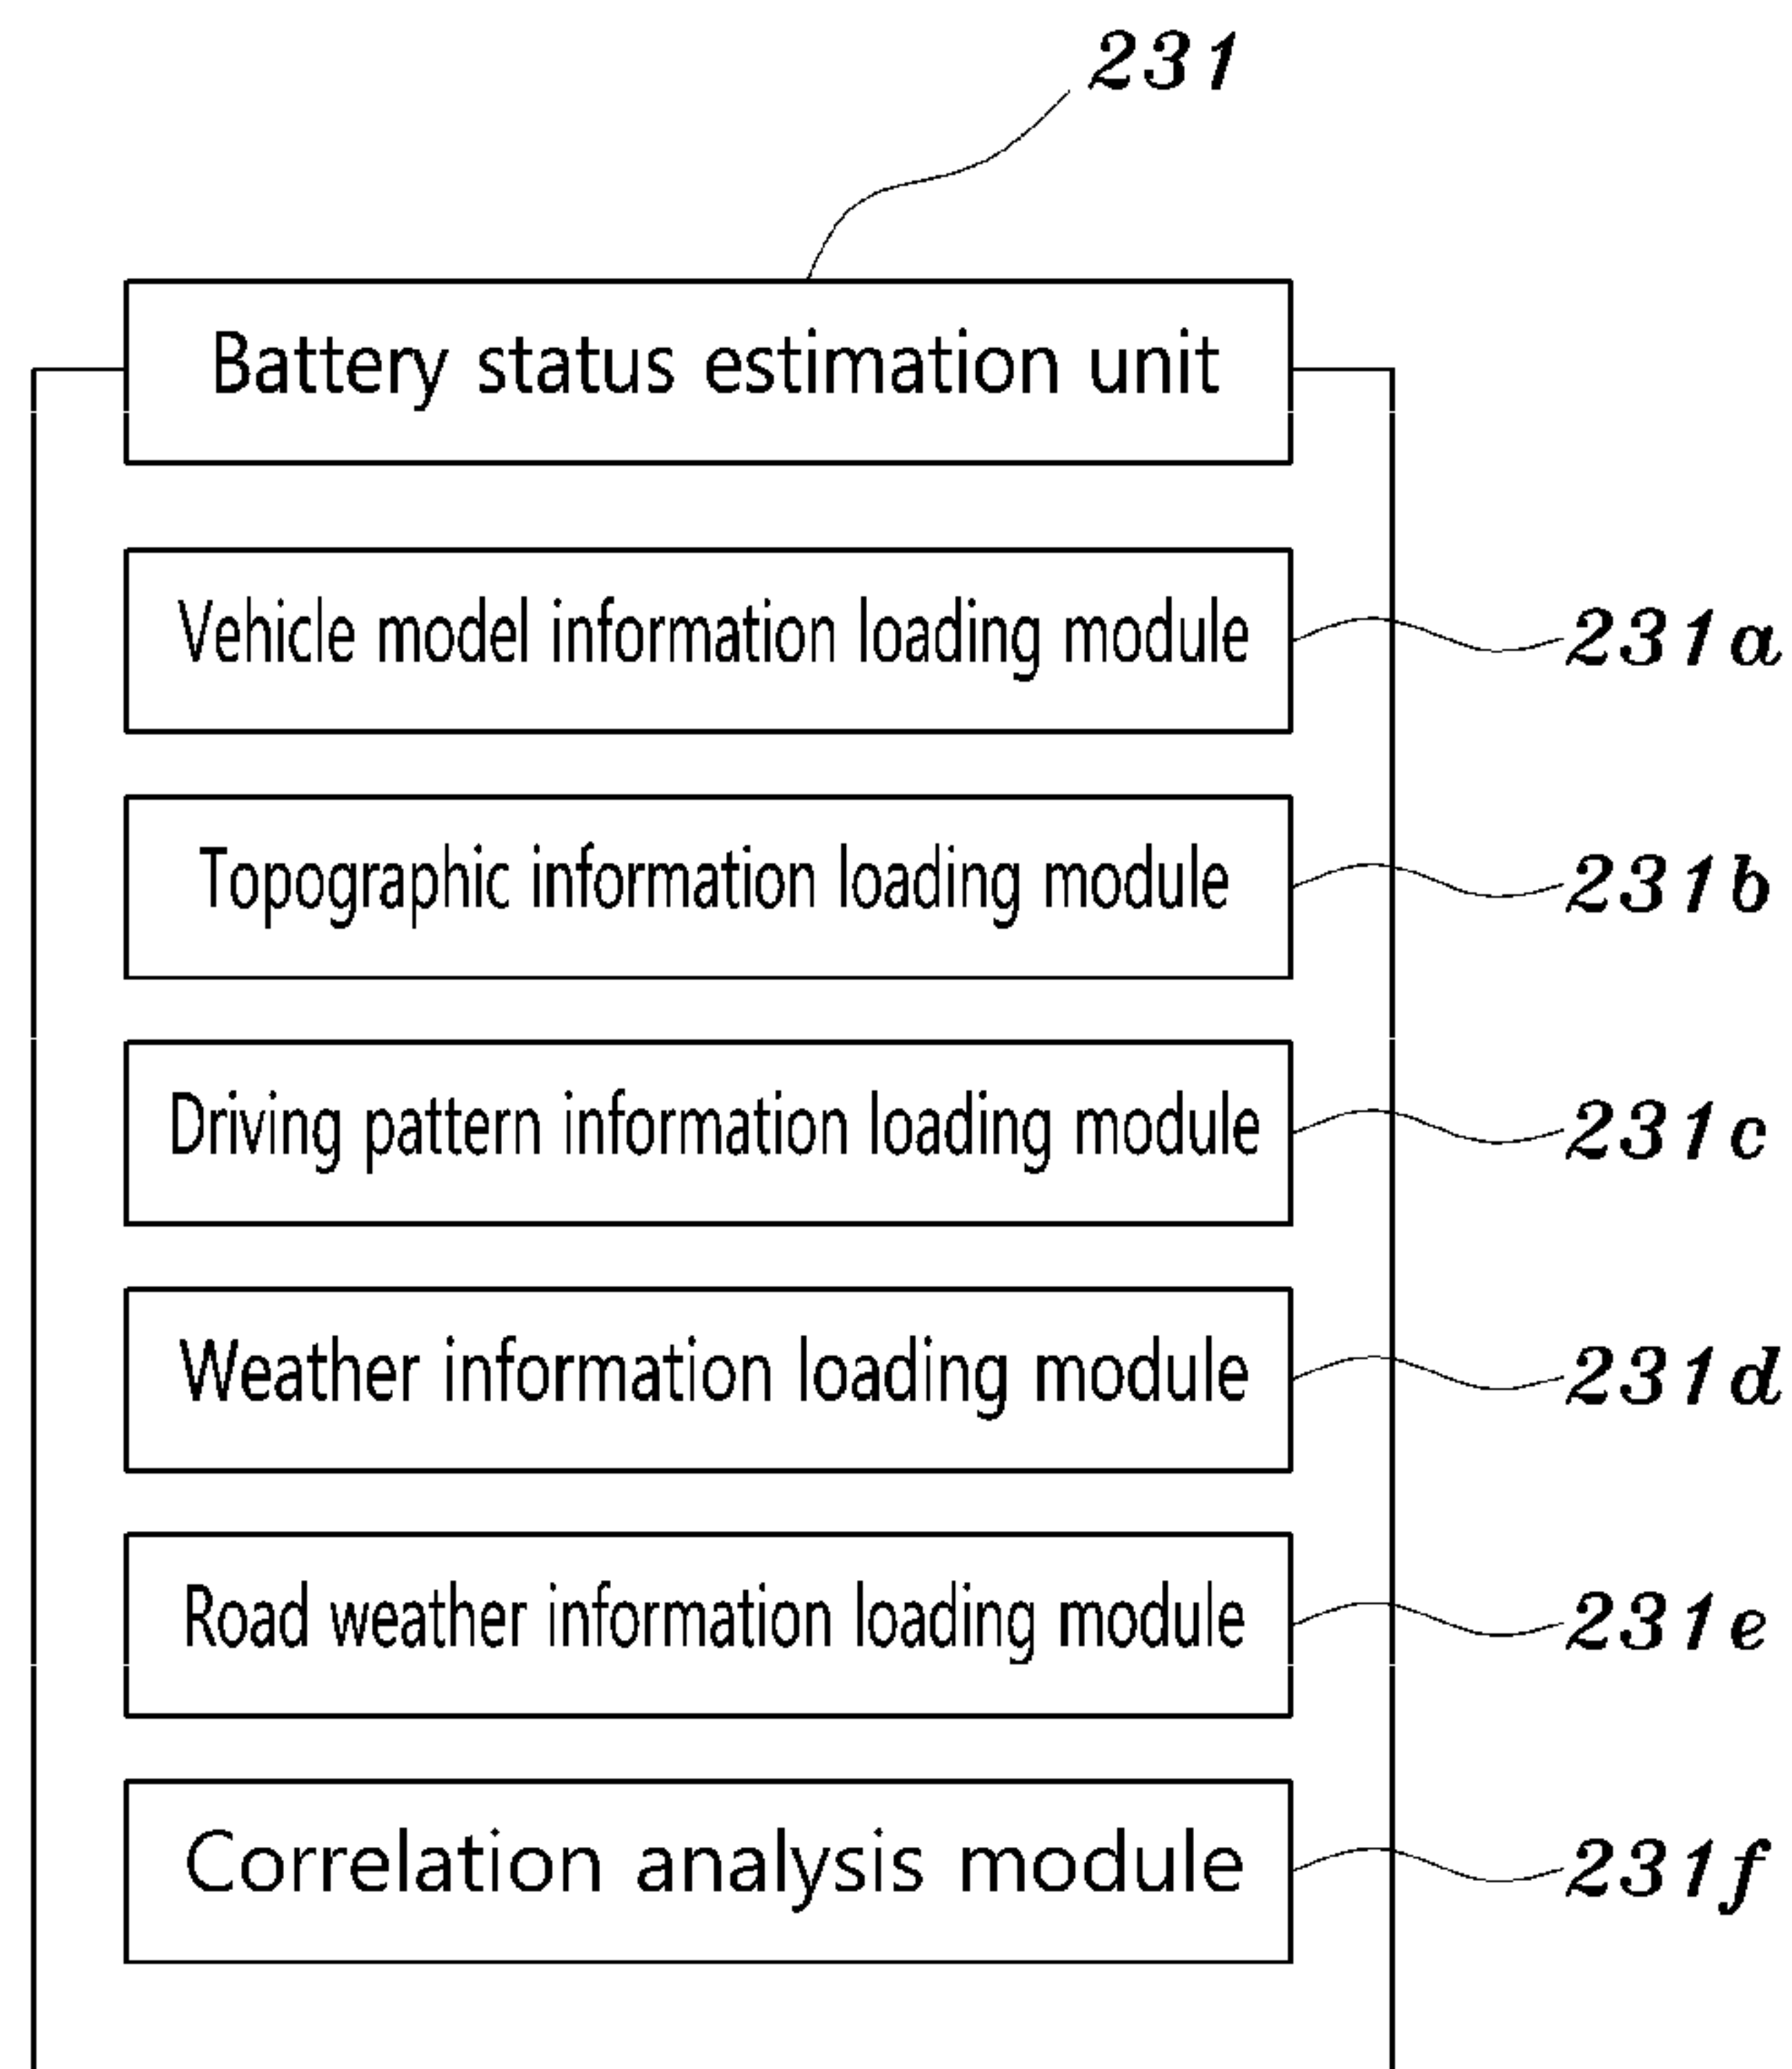 231
Battery status estimation unit
Vehicle model information loading module 231a
Topographic information loading module 231b
Driving pattern information loading module 231c
Weather information loading module 231d
Road weather information loading module 231e
Correlation analysis module 231f